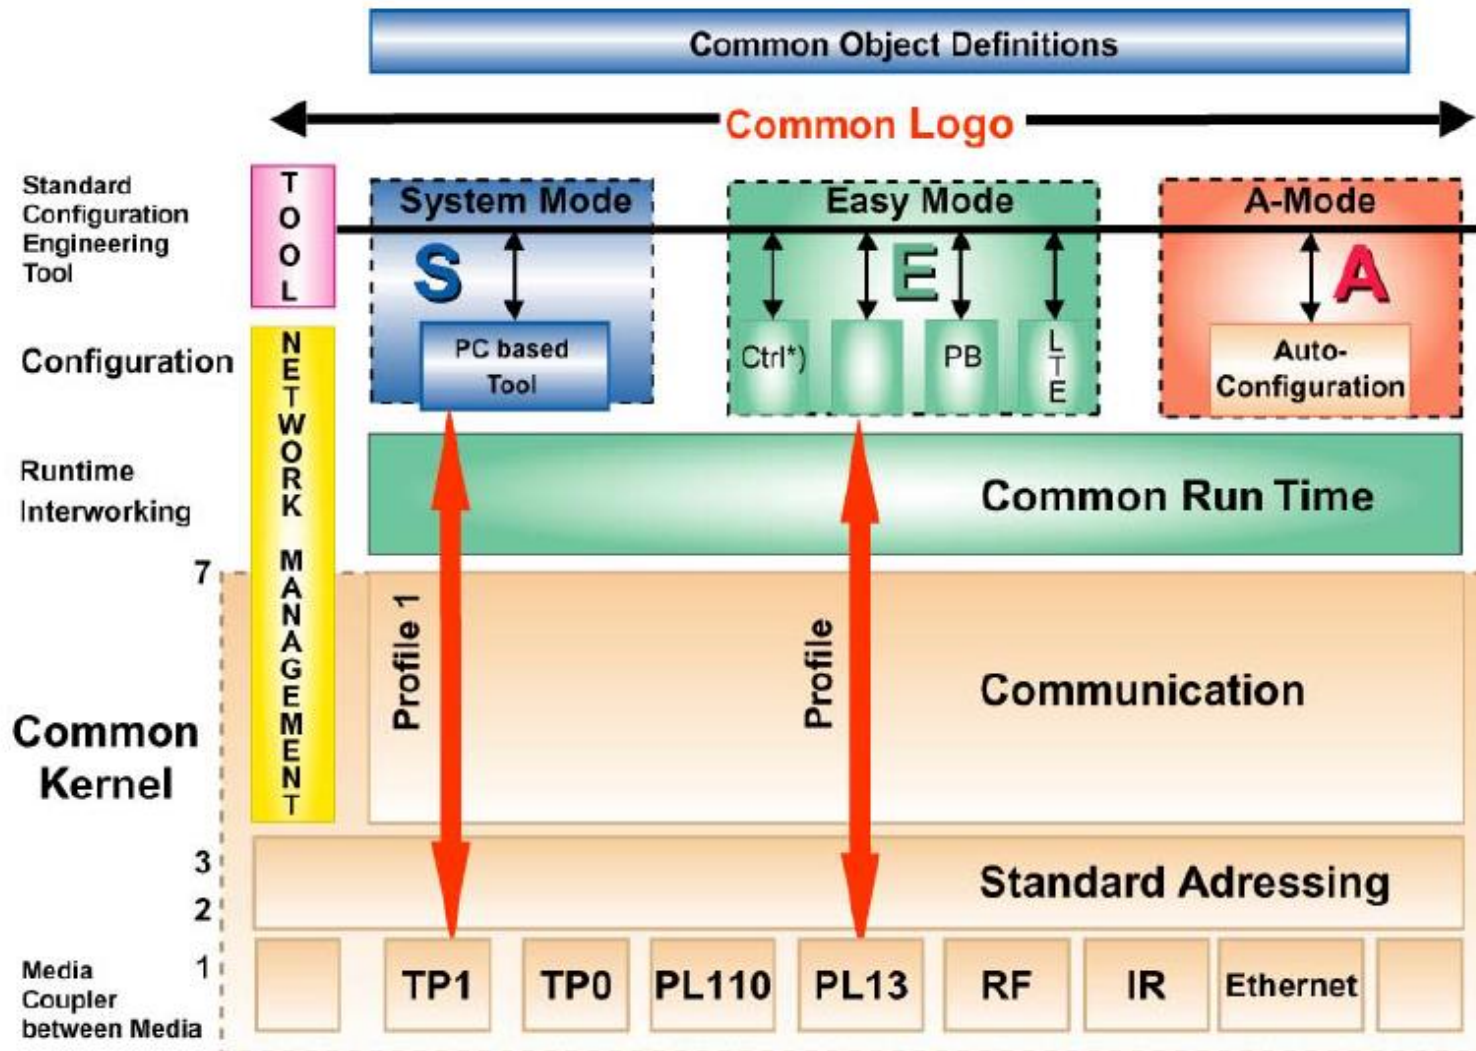 Common Object Definitions
Common Logo
Standard
Configuration
Engineering
Tool
TOOL
System Mode
Easy Mode
A-Mode
S
E
A
Configuration
NETWORK MANAGEMENT
PC based
Tool
Ctrl*)
PB
LTE
Auto-
Configuration
Runtime
Interworking
Common Run Time
7
Profile 1
Profile
Communication
Common
Kernel
3
2
Standard Adressing
1
Media
Coupler
between Media
TP1
TP0
PL110
PL13
RF
IR
Ethernet